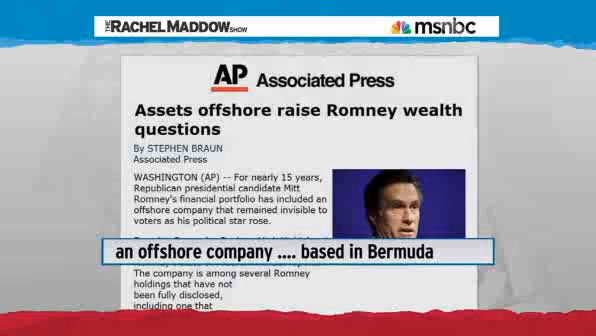 THE RACHEL MADDOW SHOW
msnbc
AP Associated Press
Assets offshore raise Romney wealth
questions
By STEPHEN BRAUN
Associated Press
WASHINGTON (AP) -- For nearly 15 years,
Republican presidential candidate Mitt
Romney's financial portfolio has included an
offshore company that remained invisible to
voters as his political star rose.
an offshore company .... based in Bermuda
The company is among several Romney
holdings that have not
been fully disclosed,
including one that